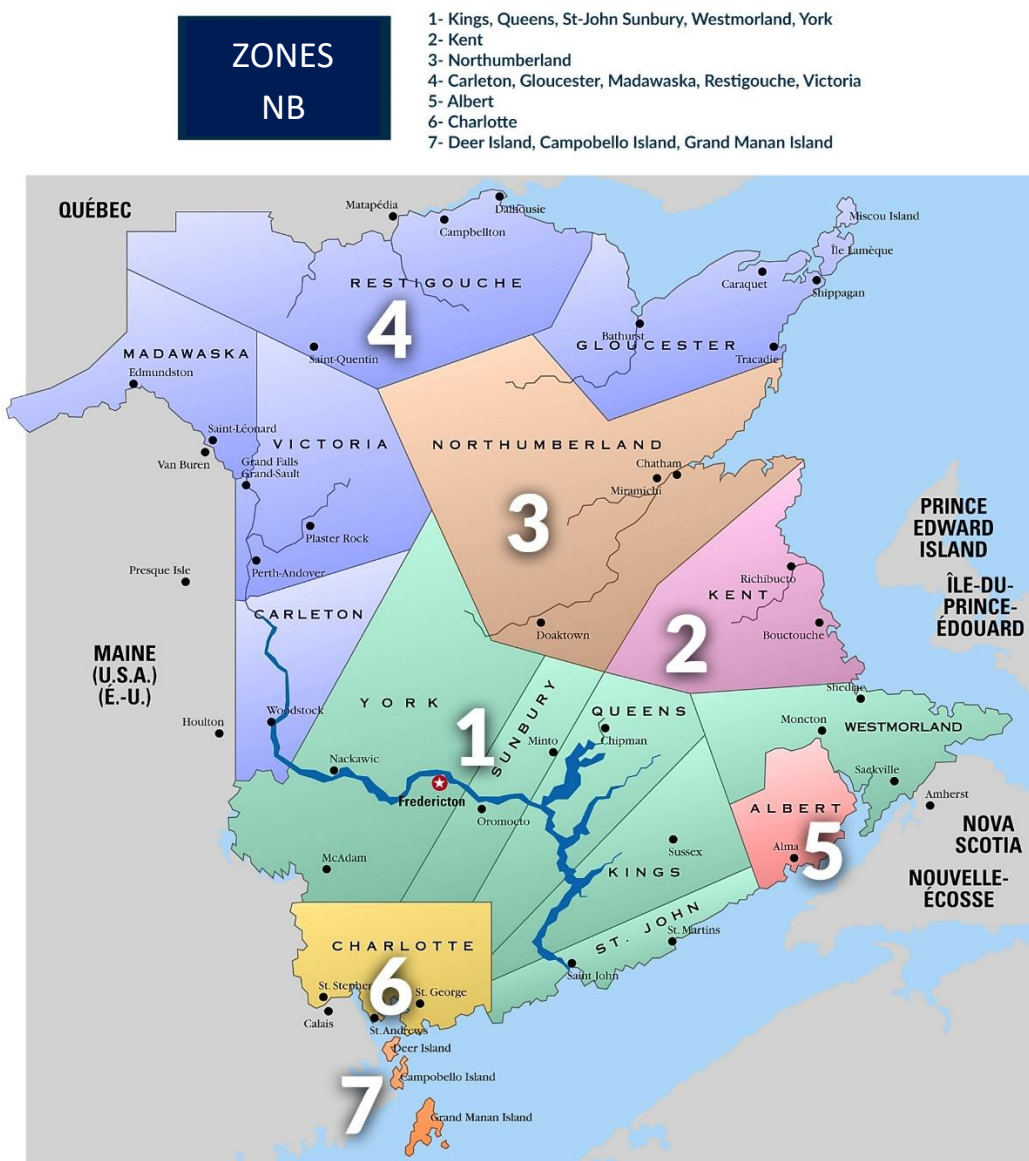 ZONES
NB
1- Kings, Queens, St-John Sunbury, Westmorland, York
2- Kent
3- Northumberland
4- Carleton, Gloucester, Madawaska, Restigouche, Victoria
5- Albert
6- Charlotte
7- Deer Island, Campobello Island, Grand Manan Island
QUÉBEC
Matapédia
Dalhousie
Campbellton
Miscou Island
Île Lamèque
Shippagan
Caraquet
RESTIGOUCHE
4
Bathurst
GLOUCESTER
Tracadie
Saint-Quentin
MADAWASKA
Edmundston
Saint-Léonard
Van Buren
VICTORIA
Grand Falls
Grand-Sault
NORTHUMBERLAND
Chatham
Miramichi
3
Plaster Rock
Perth-Andover
Presque Isle
PRINCE
EDWARD
ISLAND
ÎLE-DU-
PRINCE-
ÉDOUARD
Richibucto
KENT
Bouctouche
2
CARLETON
Doaktown
MAINE
(U.S.A.)
(É.-U.)
Houlton
Woodstock
YORK
1
SUNBURY
QUEENS
Minto
Chipman
Shediac
Moncton
WESTMORLAND
Sackville
Amherst
Nackawic
Fredericton
Oromocto
ALBERT
Alma
5
NOVA
SCOTIA
NOUVELLE-
ÉCOSSE
McAdam
Sussex
KINGS
ST. JOHN
St. Martins
Saint John
CHARLOTTE
6
St. Stephen
St. George
Calais
St. Andrews
Deer Island
7
Campobello Island
Grand Manan Island